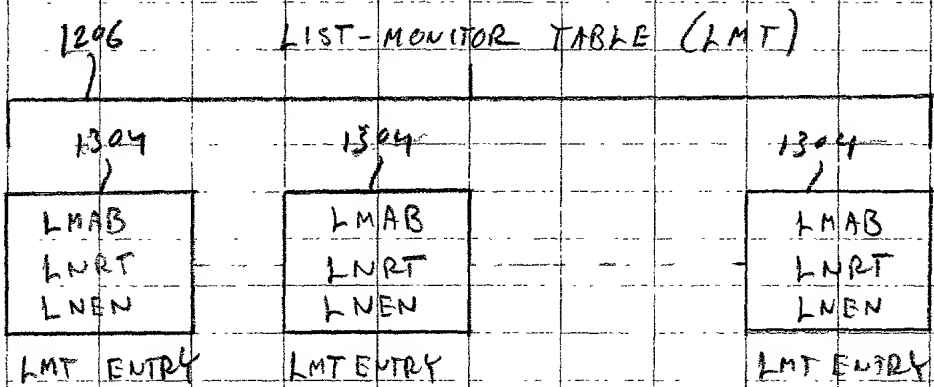 1206 LIST-MONITOR TABLE (LMT)
1304 1304 1304
LMAB LMAB LMAB
LNRT LNRT LNRT
LNEN LNEN LNEN
LMT ENTRY LMT ENTRY LMT ENTRY